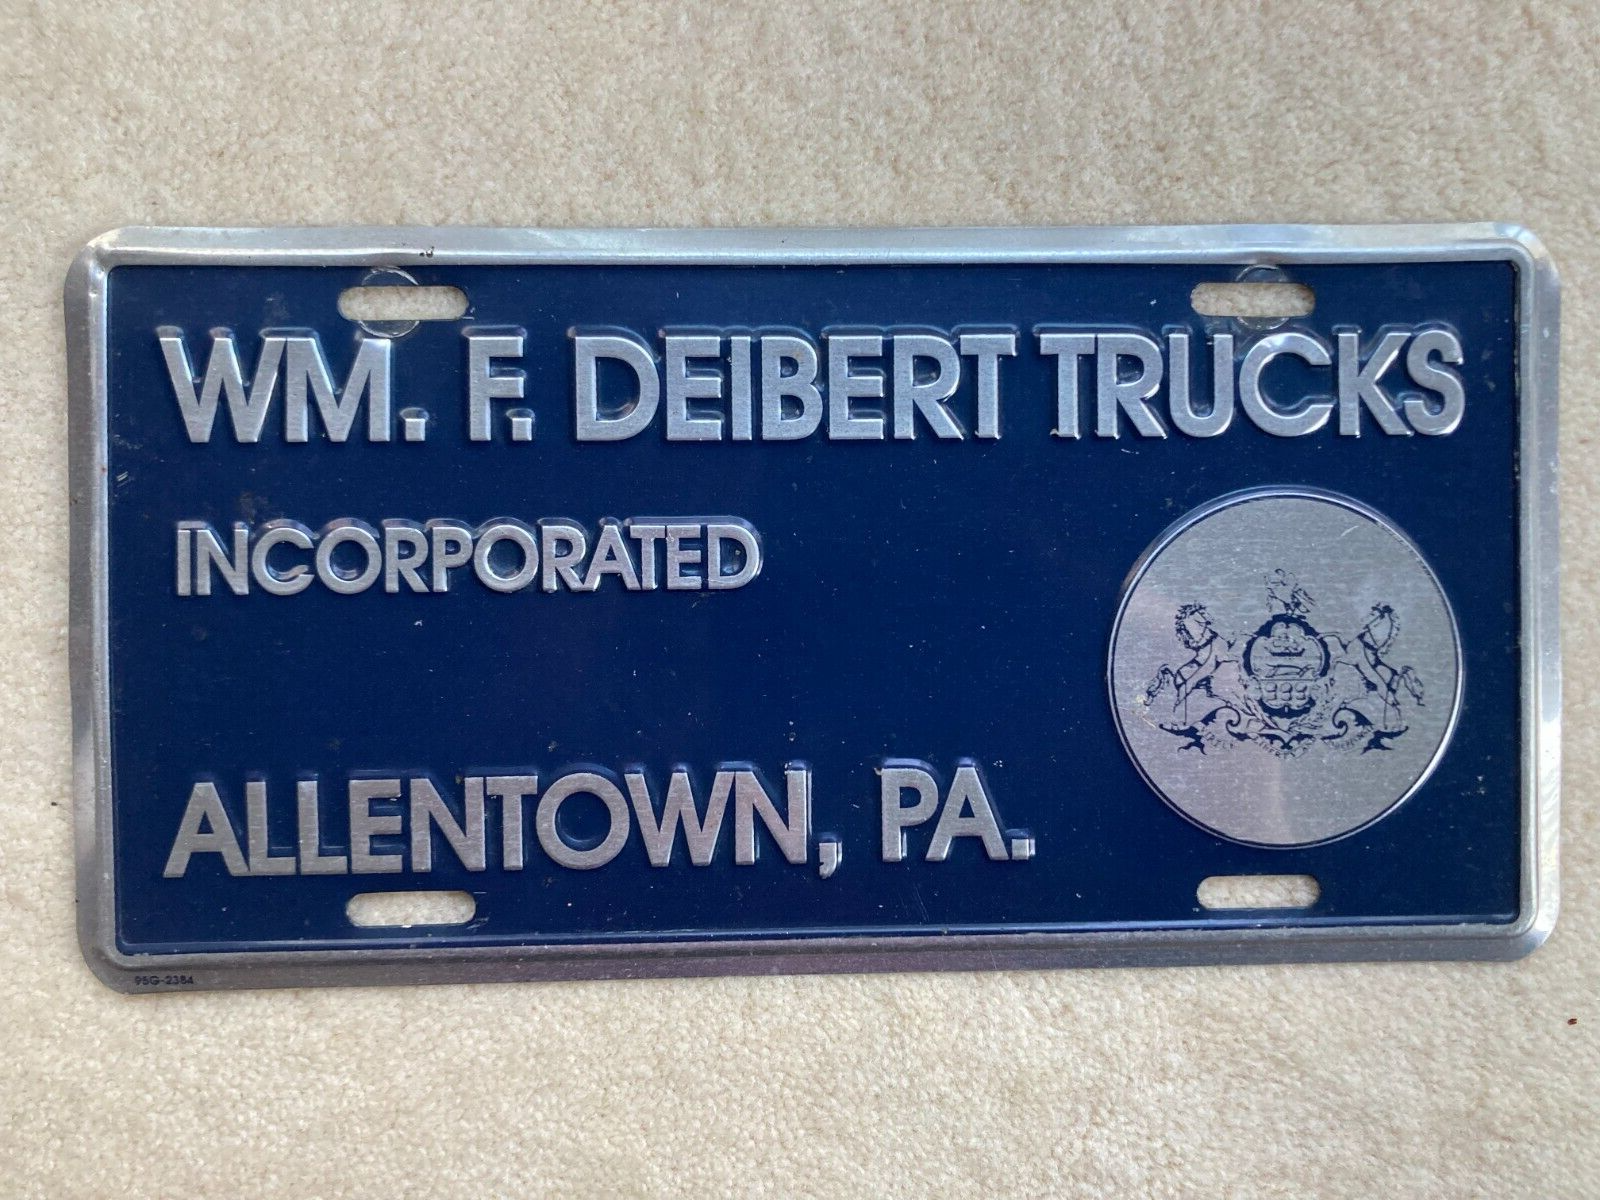 WM. F. DEIBERT TRUCKS
INCORPORATED
ALLENTOWN, PA.
95G-2384